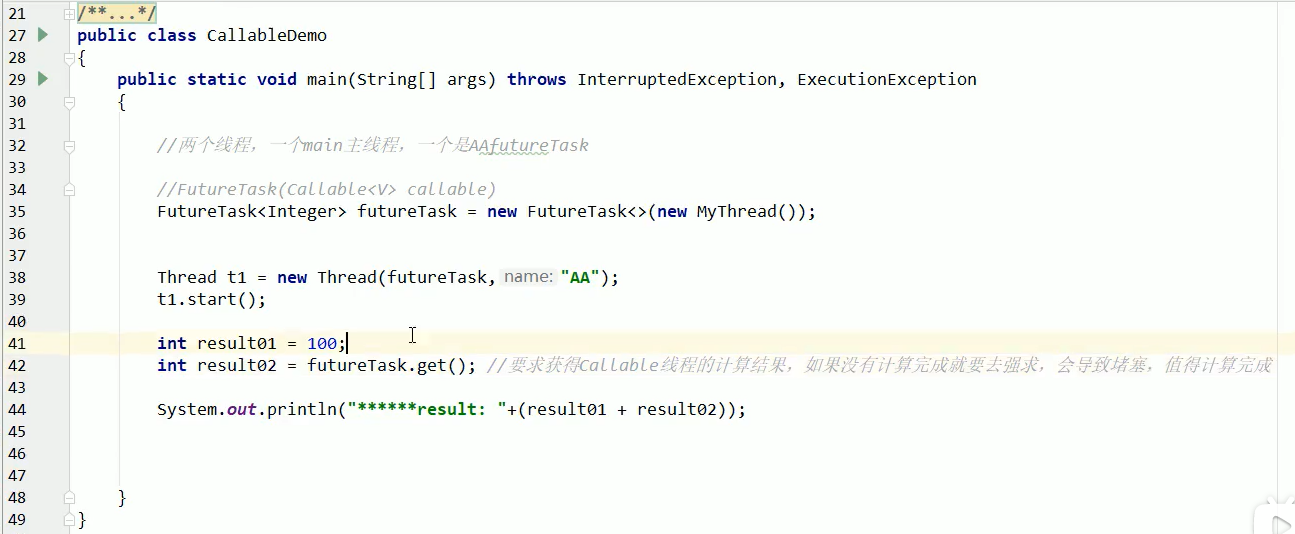 21 /**...*/
27 public class CallableDemo
28 {
29 public static void main(String[] args) throws InterruptedException, ExecutionException
30 {
31
32 //两个线程，一个main主线程，一个是AAfutureTask
33
34 //FutureTask(Callable<V> callable)
35 FutureTask<Integer> futureTask = new FutureTask<>(new MyThread());
36
37
38 Thread t1 = new Thread(futureTask, name: "AA");
39 t1.start();
40
41 int result01 = 100;
42 int result02 = futureTask.get(); //要求获得Callable线程的计算结果，如果没有计算完成就要去强求，会导致堵塞，值得计算完成
43
44 System.out.println("******result: "+(result01 + result02));
45
46
47
48 }
49 }